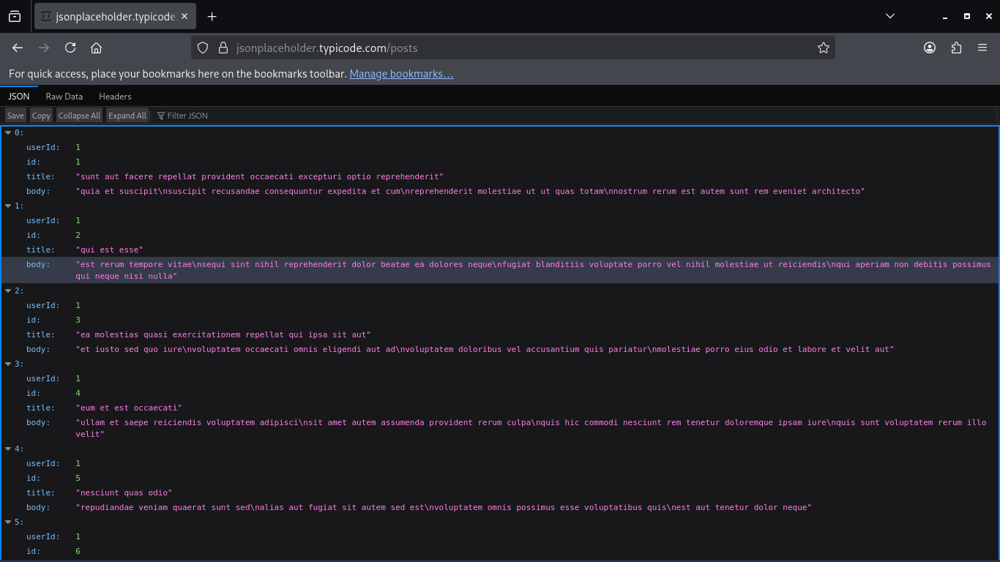 jsonplaceholder.typicode.
jsonplaceholder.typicode.com/posts
For quick access, place your bookmarks here on the bookmarks toolbar. Manage bookmarks…
JSON Raw Data Headers
Save Copy Collapse All Expand All Filter JSON
0:
userId: 1
id: 1
title: "sunt aut facere repellat provident occaecati excepturi optio reprehenderit"
body: "quia et suscipit\nsuscipit recusandae consequuntur expedita et cum\nreprehenderit molestiae ut ut quas totam\nnostrum rerum est autem sunt rem eveniet architecto"
1:
userId: 1
id: 2
title: "qui est esse"
body: "est rerum tempore vitae\nsequi sint nihil reprehenderit dolor beatae ea dolores neque\nfugiat blanditiis voluptate porro vel nihil molestiae ut reiciendis\nqui aperiam non debitis possimus
qui neque nisi nulla"
2:
userId: 1
id: 3
title: "ea molestias quasi exercitationem repellat qui ipsa sit aut"
body: "et iusto sed quo iure\nvoluptatem occaecati omnis eligendi aut ad\nvoluptatem doloribus vel accusantium quis pariatur\nmolestiae porro eius odio et labore et velit aut"
3:
userId: 1
id: 4
title: "eum et est occaecati"
body: "ullam et saepe reiciendis voluptatem adipisci\nsit amet autem assumenda provident rerum culpa\nquis hic commodi nesciunt rem tenetur doloremque ipsam iure\nquis sunt voluptatem rerum illo
velit"
4:
userId: 1
id: 5
title: "nesciunt quas odio"
body: "repudiandae veniam quaerat sunt sed\nalias aut fugiat sit autem sed est\nvoluptatem omnis possimus esse voluptatibus quis\nest aut tenetur dolor neque"
5:
userId: 1
id: 6